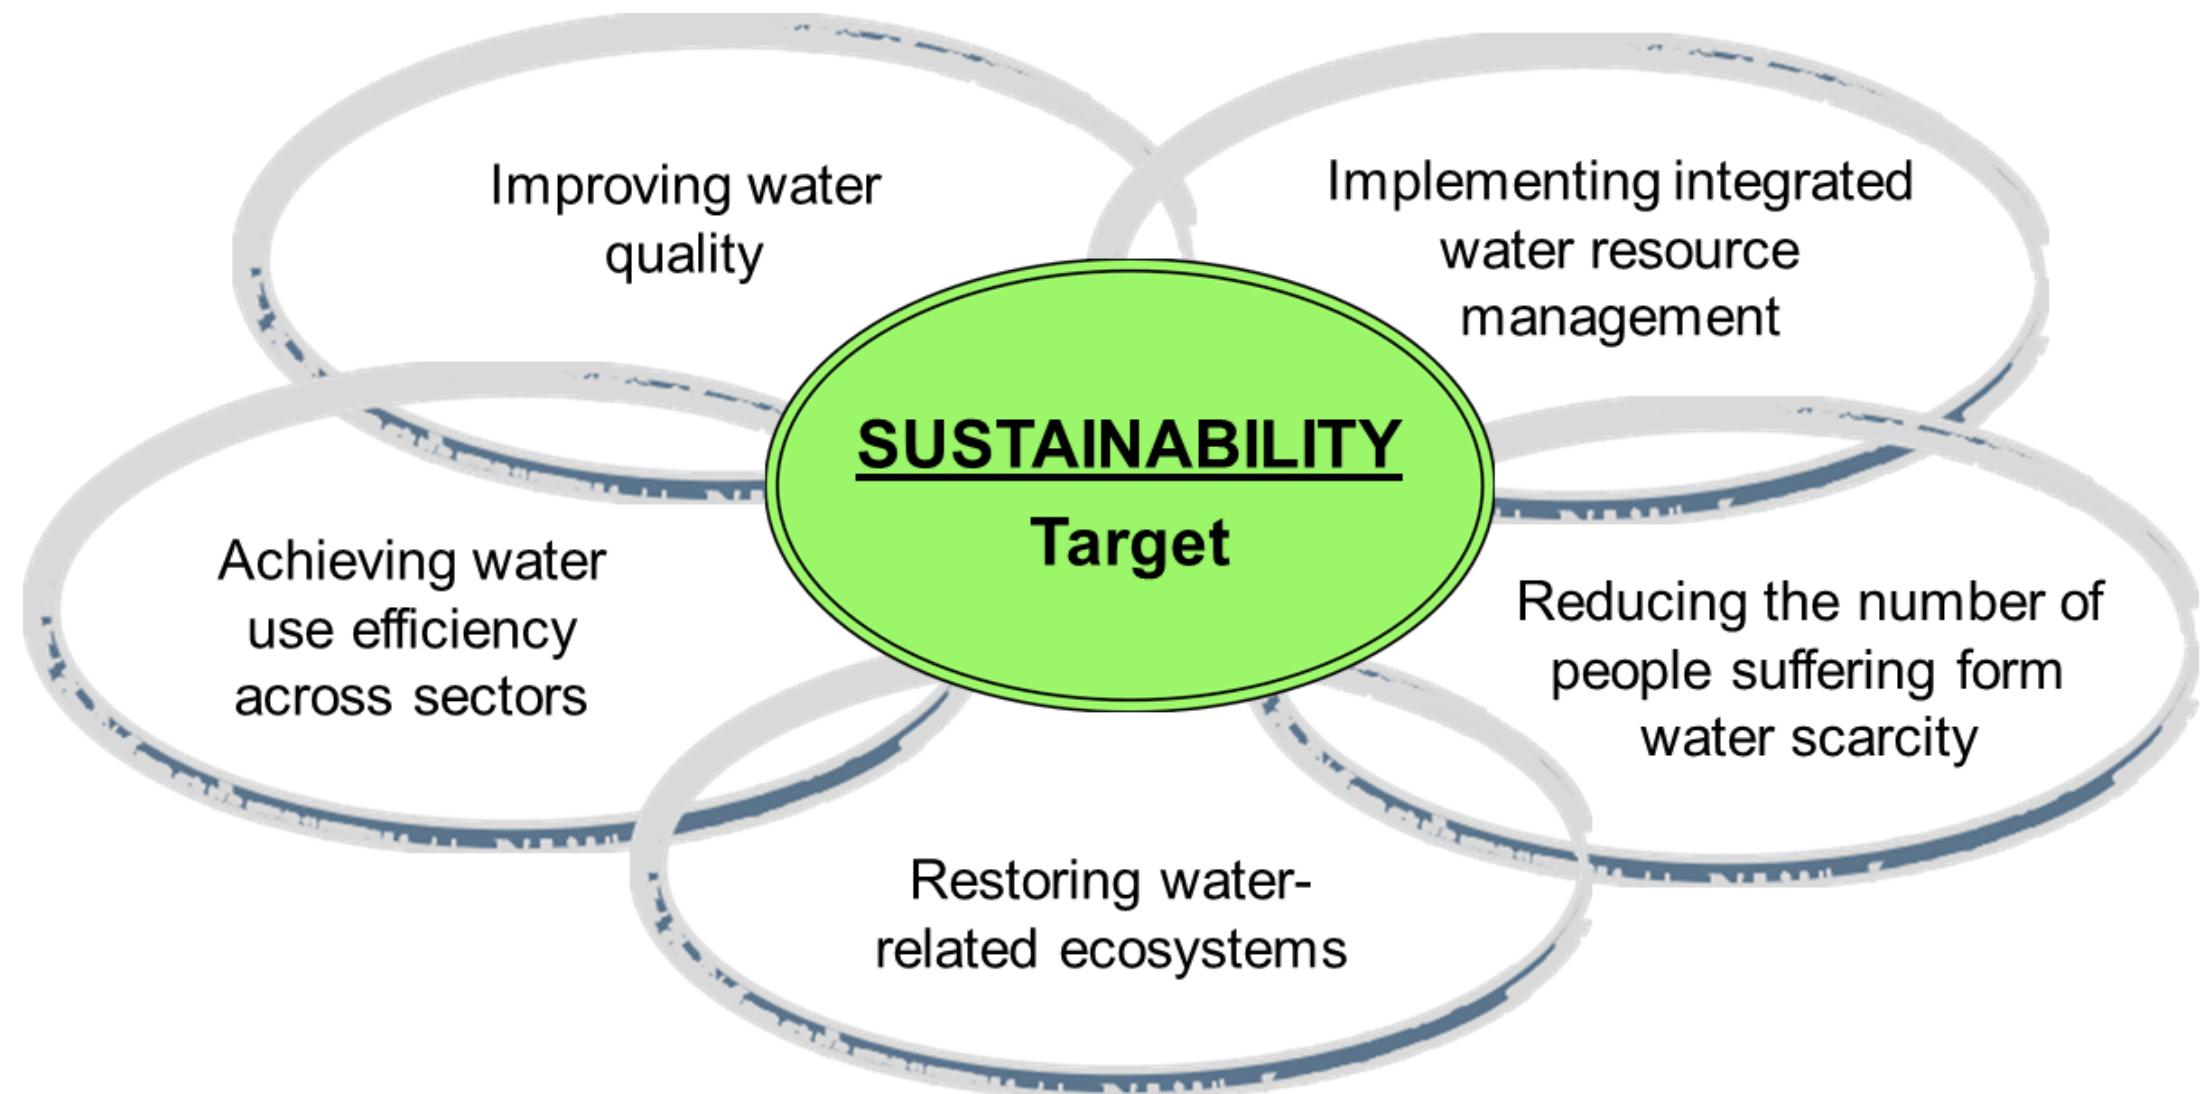 Improving water
quality
Implementing integrated
water resource
management
SUSTAINABILITY
Target
Achieving water
use efficiency
across sectors
Reducing the number of
people suffering form
water scarcity
Restoring water-
related ecosystems